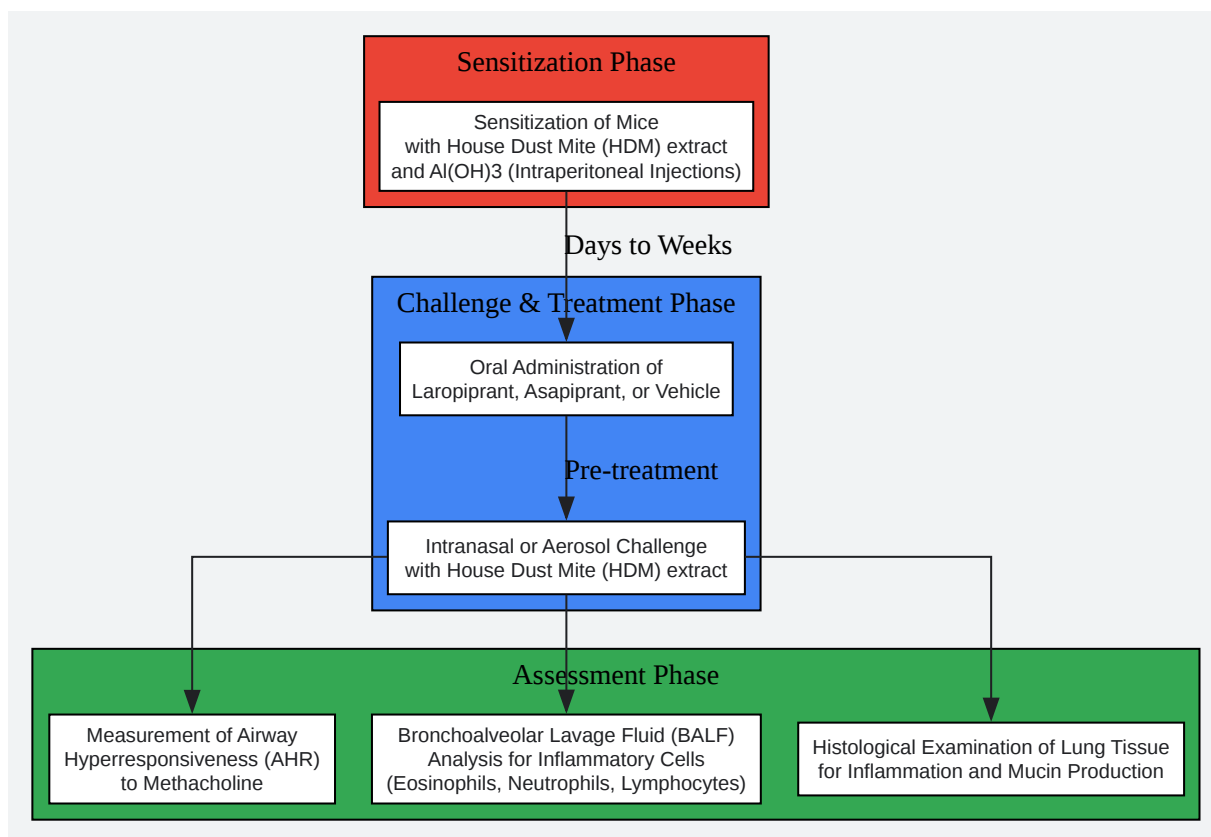 Sensitization Phase
Sensitization of Mice
with House Dust Mite (HDM) extract
and Al(OH)3 (Intraperitoneal Injections)
Days to Weeks
Challenge & Treatment Phase
Oral Administration of
Laropiprant, Asapiprant, or Vehicle
Pre-treatment
Intranasal or Aerosol Challenge
with House Dust Mite (HDM) extract
Assessment Phase
Measurement of Airway
Hyperresponsiveness (AHR)
to Methacholine
Bronchoalveolar Lavage Fluid (BALF)
Analysis for Inflammatory Cells
(Eosinophils, Neutrophils, Lymphocytes)
Histological Examination of Lung Tissue
for Inflammation and Mucin Production